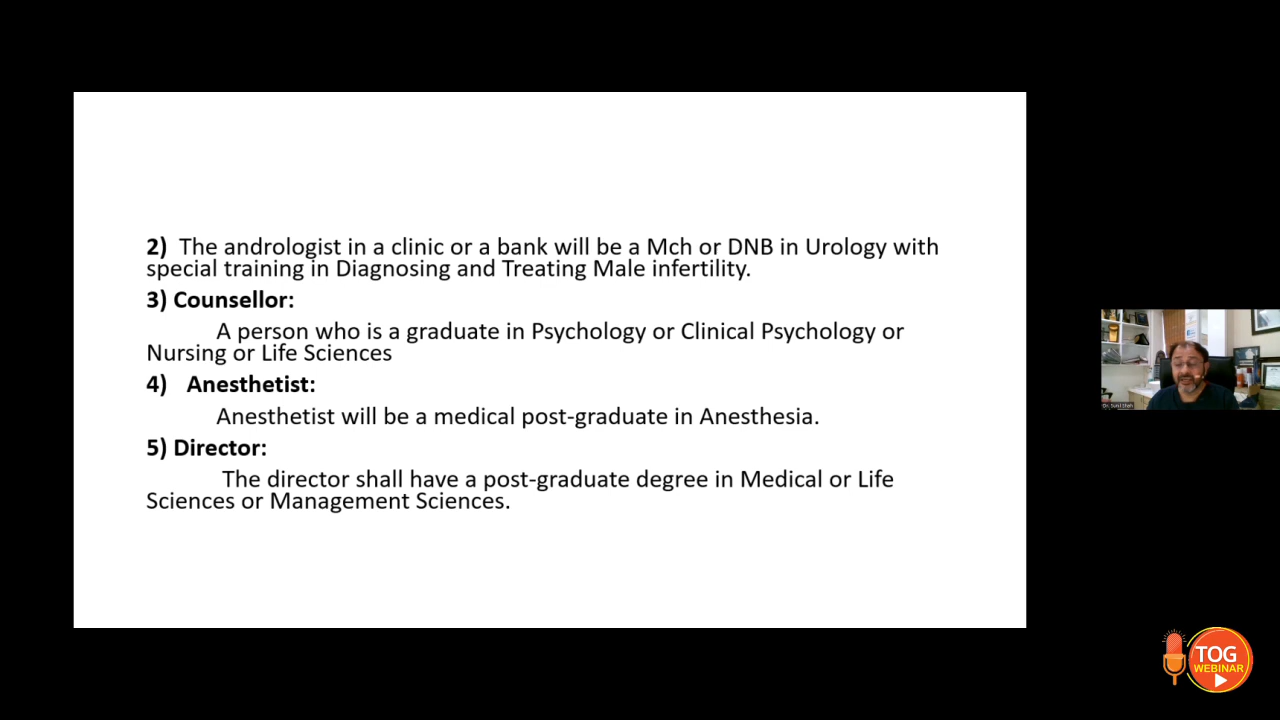 2) The andrologist in a clinic or a bank will be a Mch or DNB in Urology with
special training in Diagnosing and Treating Male infertility.
3) Counsellor:
A person who is a graduate in Psychology or Clinical Psychology or
Nursing or Life Sciences
4) Anesthetist:
Anesthetist will be a medical post-graduate in Anesthesia.
5) Director:
The director shall have a post-graduate degree in Medical or Life
Sciences or Management Sciences.
Dr. Sunil Shah
TOG
WEBINAR